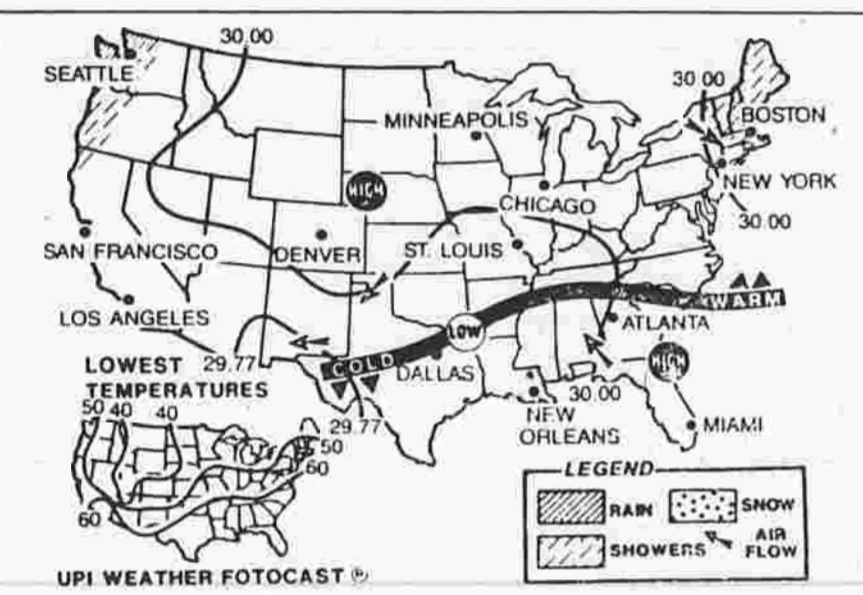 30.00
SEATTLE
30.00
MINNEAPOLIS
BOSTON
HIGH
NEW YORK
CHICAGO
30.00
SAN FRANCISCO
DENVER
ST. LOUIS
WARM
LOS ANGELES
LOW
ATLANTA
29.77
COLD
DALLAS
HIGH
LOWEST
TEMPERATURES
30.00
50 40 40
29.77
NEW
ORLEANS
MIAMI
50
60
60
LEGEND
RAIN
SNOW
SHOWERS
AIR
FLOW
UPI WEATHER FOTOCAST ®